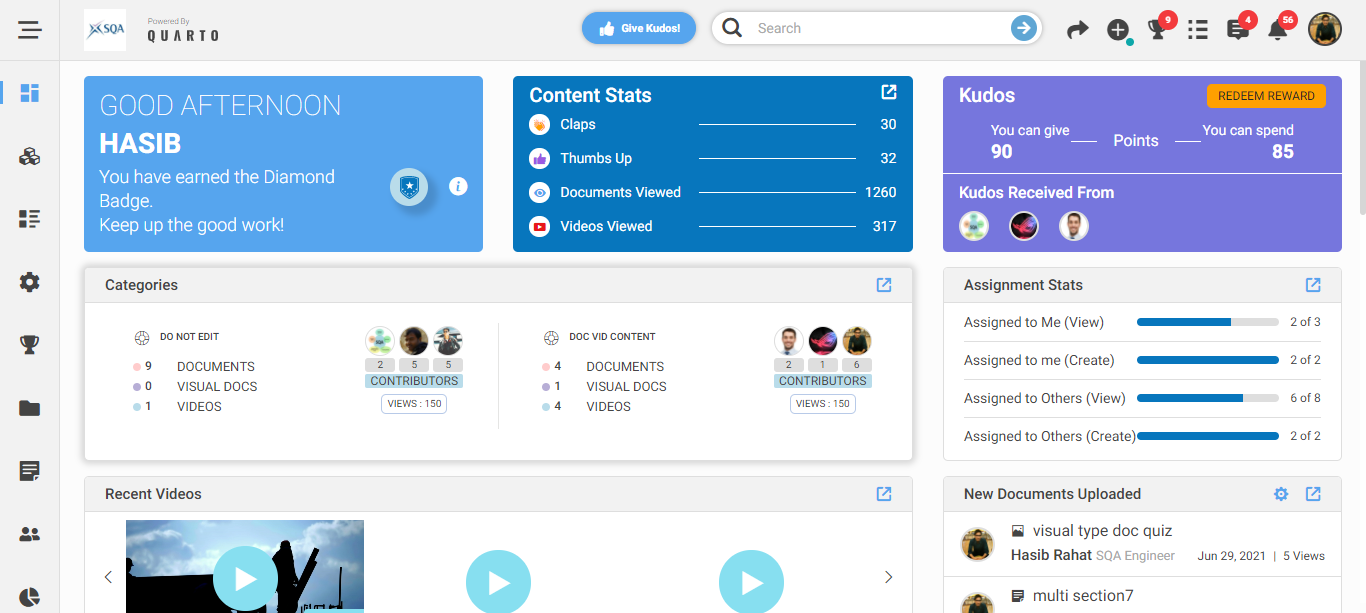 SQA
Powered By
QUARTO
Give Kudos!
Search
9
4
56
GOOD AFTERNOON
HASIB
You have earned the Diamond
Badge.
Keep up the good work!
i
Content Stats
Claps 30
Thumbs Up 32
Documents Viewed 1260
Videos Viewed 317
Kudos
REDEEM REWARD
You can give
90
Points
You can spend
85
Kudos Received From
Categories
DO NOT EDIT
9 DOCUMENTS
0 VISUAL DOCS
1 VIDEOS
2 5 5
CONTRIBUTORS
VIEWS : 150
DOC VID CONTENT
4 DOCUMENTS
1 VISUAL DOCS
4 VIDEOS
2 1 6
CONTRIBUTORS
VIEWS : 150
Assignment Stats
Assigned to Me (View) 2 of 3
Assigned to me (Create) 2 of 2
Assigned to Others (View) 6 of 8
Assigned to Others (Create) 2 of 2
Recent Videos
New Documents Uploaded
visual type doc quiz
Hasib Rahat SQA Engineer Jun 29, 2021 | 5 Views
multi section7